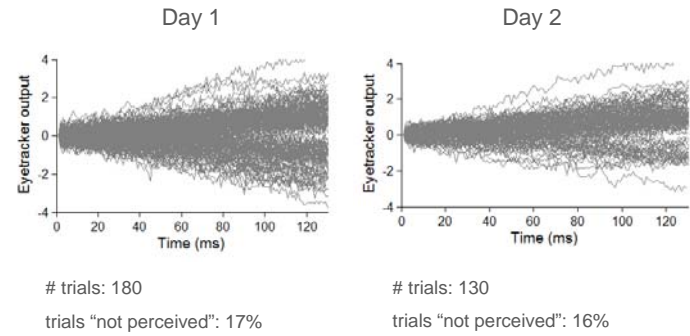 Day 1
Day 2
Eyetracker output
4
2
0
-2
-4
0 20 40 60 80 100 120
Time (ms)
Eyetracker output
4
2
0
-2
-4
0 20 40 60 80 100 120
Time (ms)
# trials: 180
trials “not perceived”: 17%
# trials: 130
trials “not perceived”: 16%